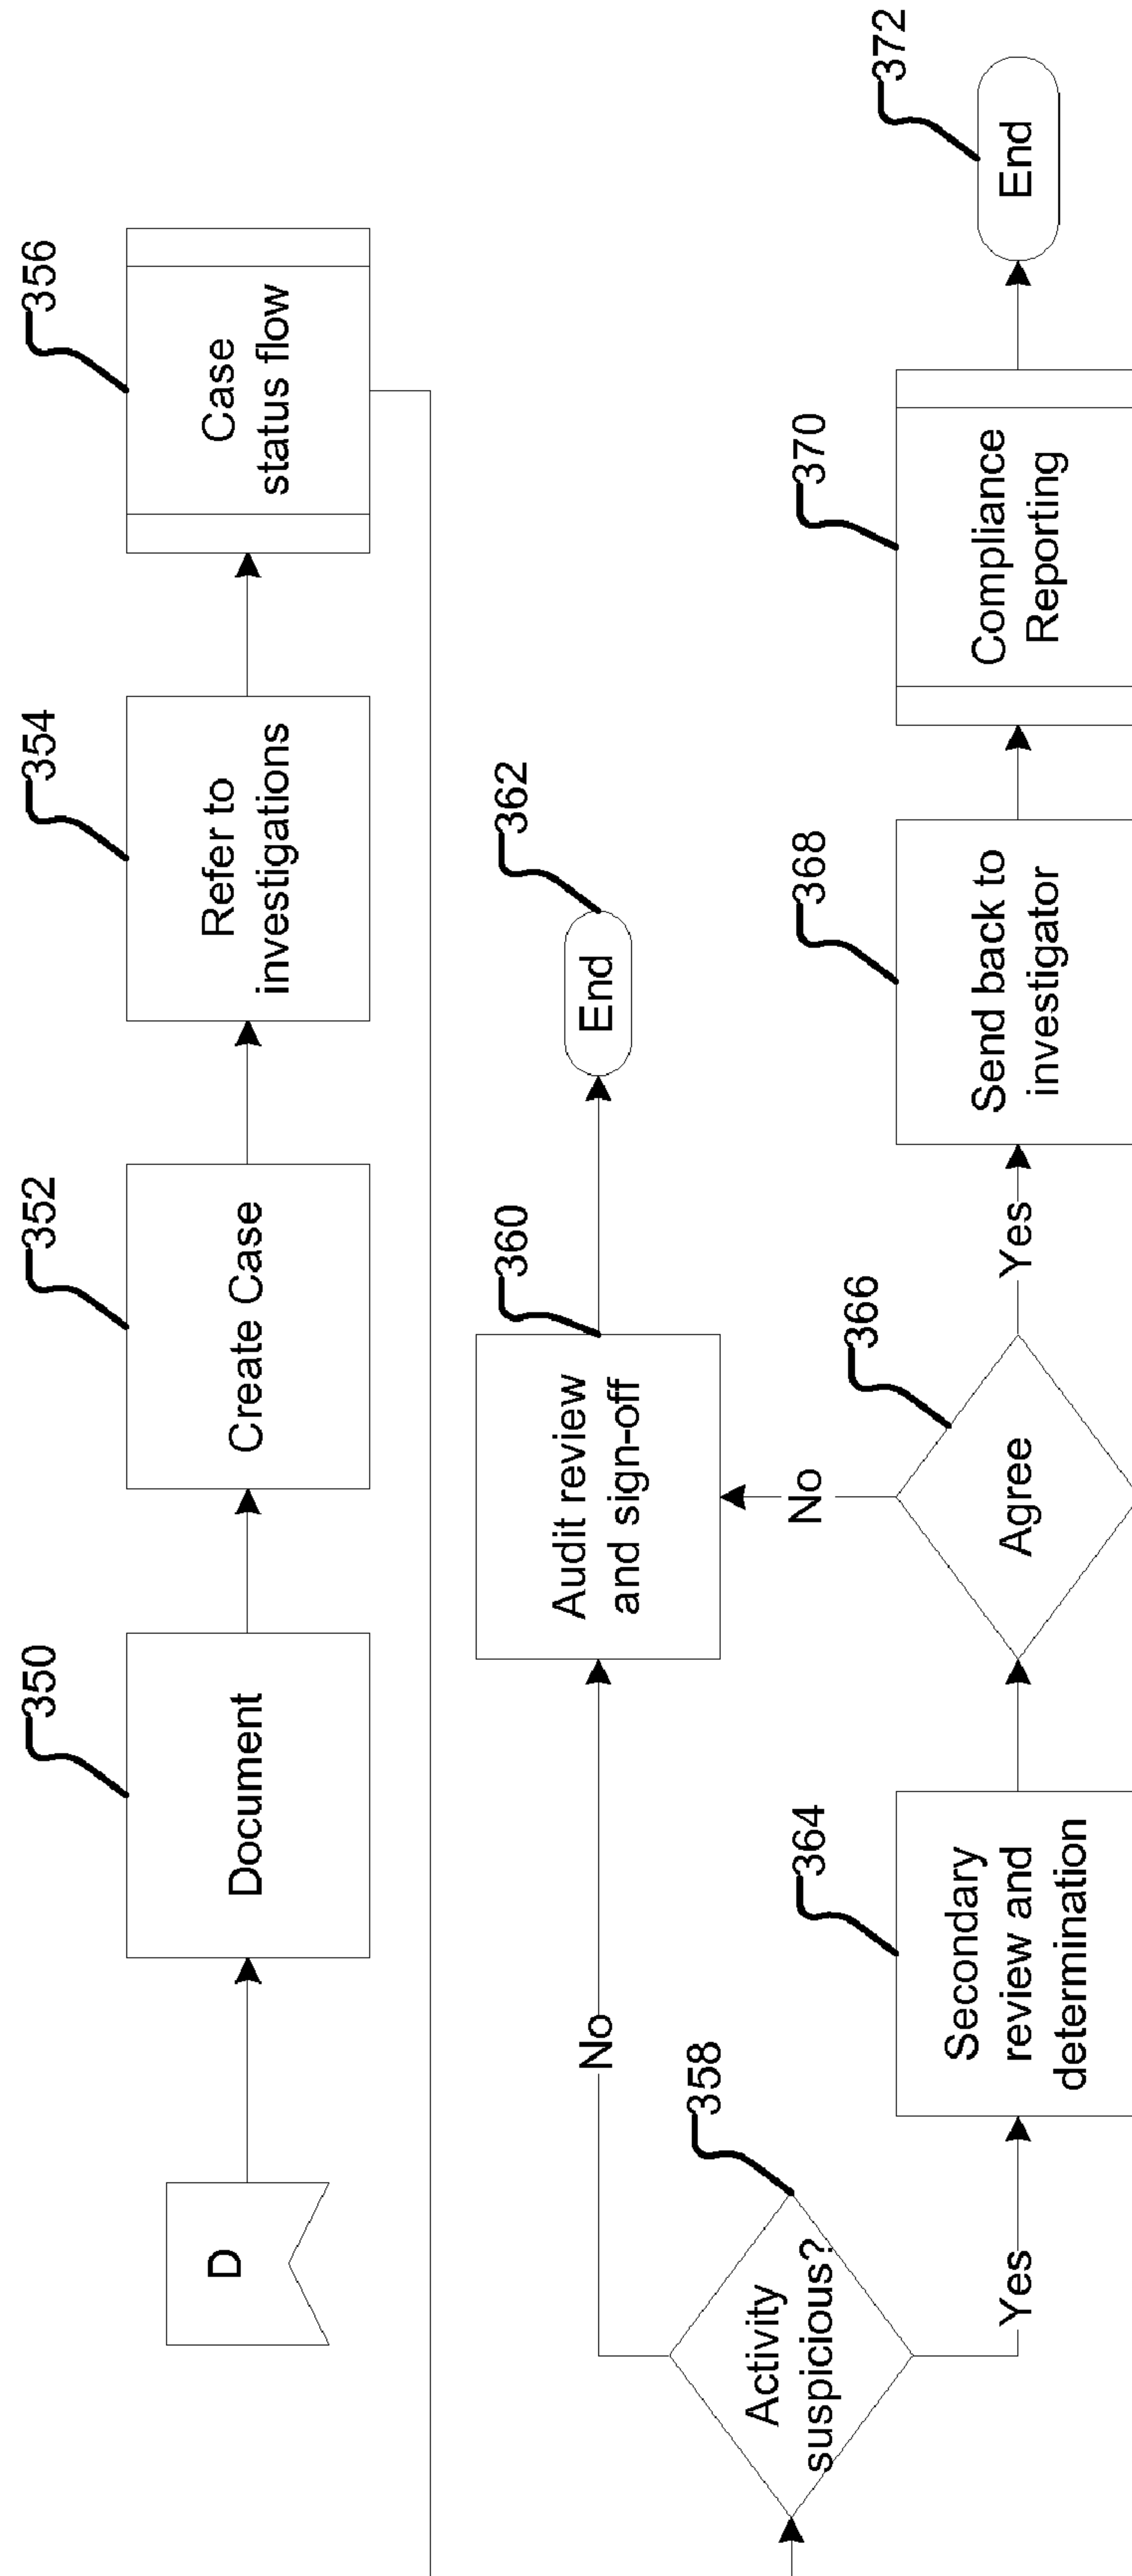 D
350
Document
352
Create Case
354
Refer to
investigations
356
Case
status flow
358
Activity
suspicious?
No
360
Audit review
and sign-off
362
End
Yes
364
Secondary
review and
determination
366
Agree
No
Yes
368
Send back to
investigator
370
Compliance
Reporting
372
End